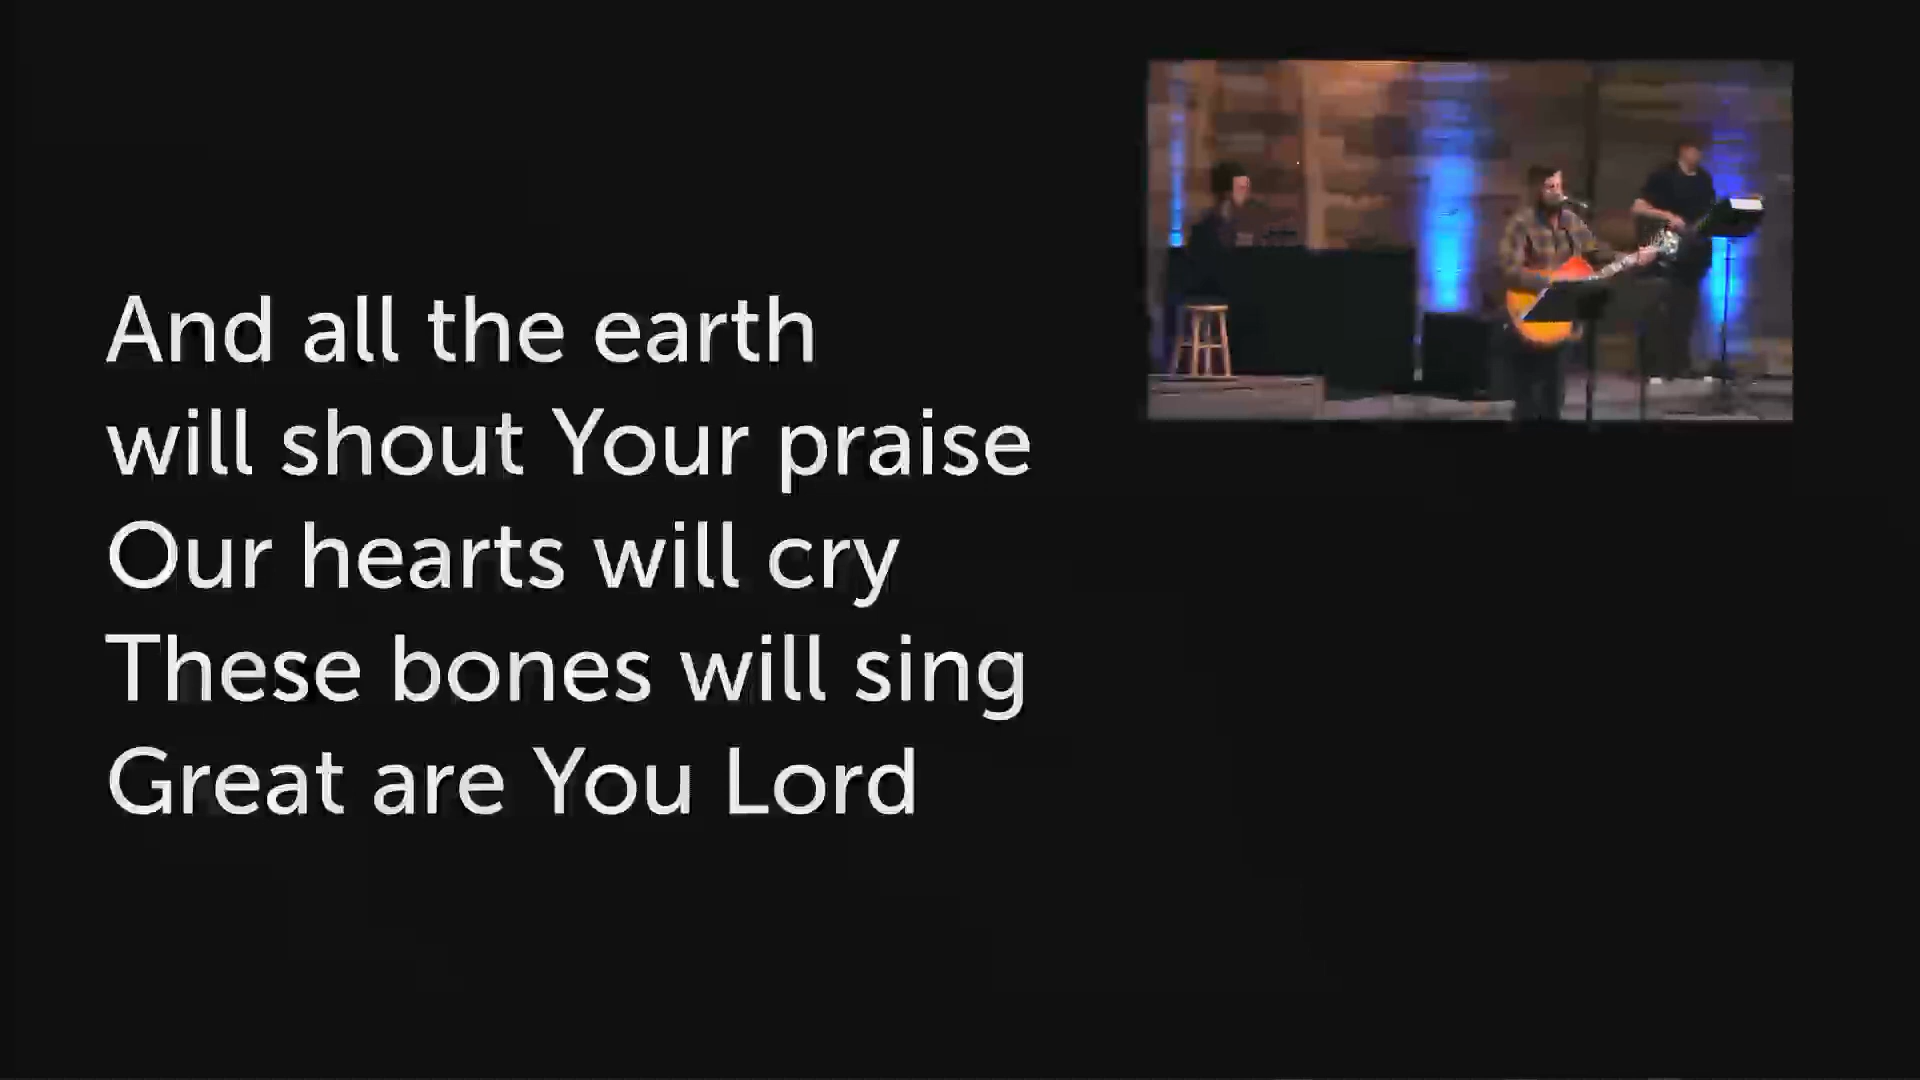 And all the earth
will shout Your praise
Our hearts will cry
These bones will sing
Great are You Lord